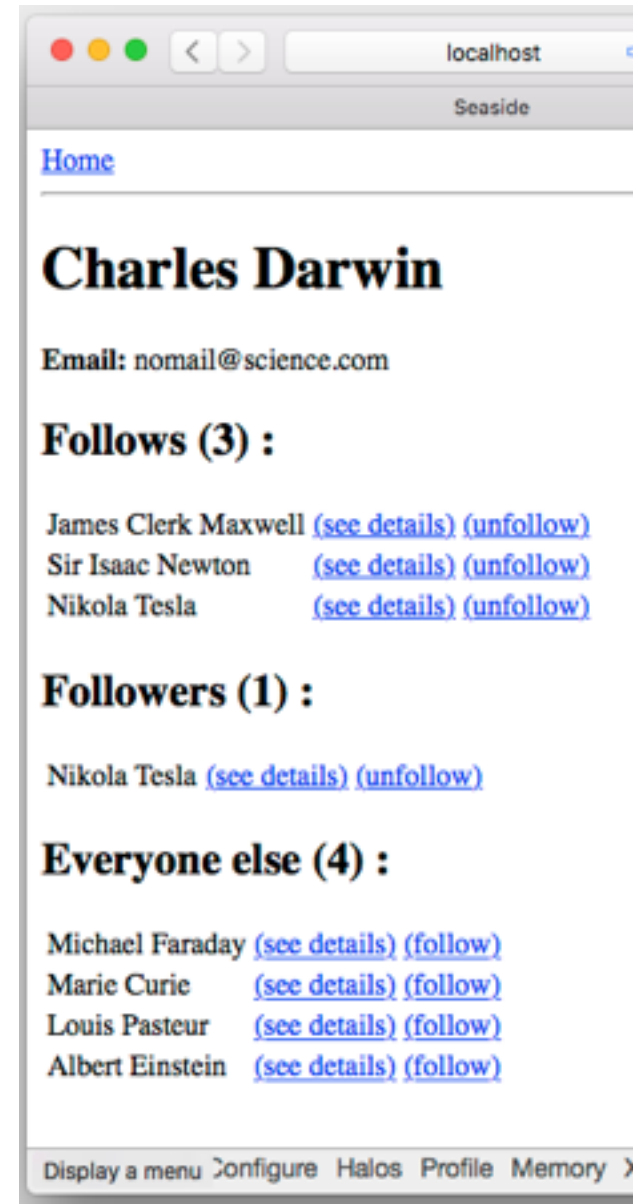 localhost
Seaside
Home
Charles Darwin
Email: nomail@science.com
Follows (3) :
James Clerk Maxwell (see details) (unfollow)
Sir Isaac Newton (see details) (unfollow)
Nikola Tesla (see details) (unfollow)
Followers (1) :
Nikola Tesla (see details) (unfollow)
Everyone else (4) :
Michael Faraday (see details) (follow)
Marie Curie (see details) (follow)
Louis Pasteur (see details) (follow)
Albert Einstein (see details) (follow)
Display a menu Configure Halos Profile Memory X